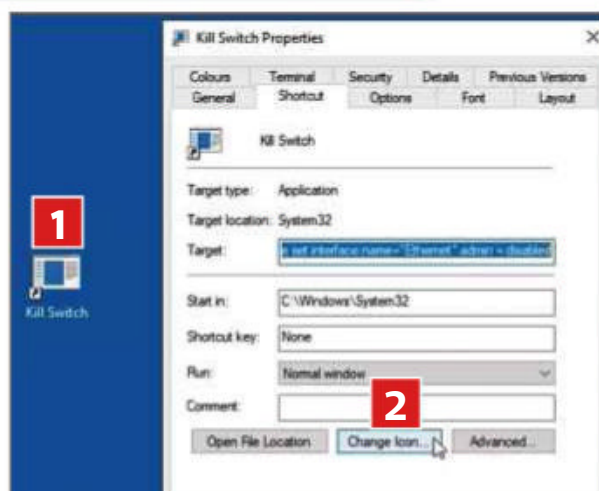 Kill Switch Properties
Colours Terminal Security Details Previous Versions
General Shortcut Options Font Layout
Kill Switch
Target type: Application
Target location: System32
Target: set interface name="Ethernet" admin = disabled
Start in: C:\Windows\System32
Shortcut key: None
Run: Normal window
Comment:
Open File Location Change Icon... Advanced...
1
Kill Switch
2